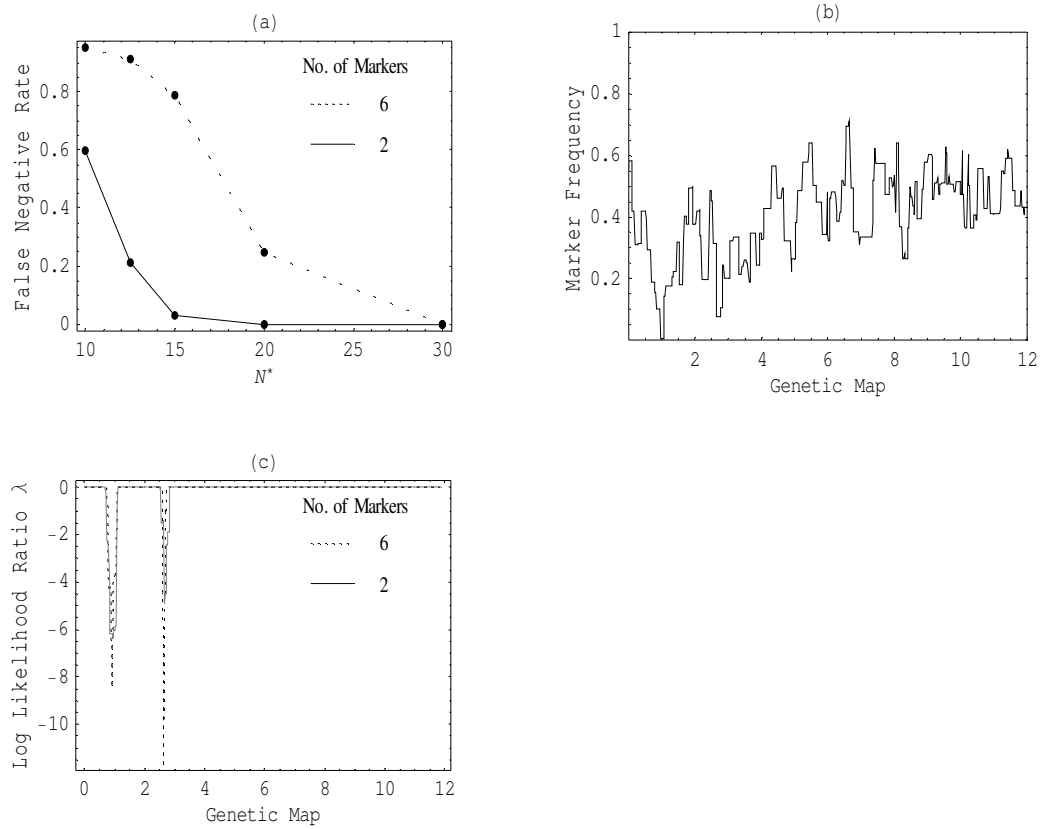 (a)
False Negative Rate
0.8
0.6
0.4
0.2
0
No. of Markers
6
2
10 15 20 25 30
N*
(b)
Marker Frequency
1
0.8
0.6
0.4
0.2
2 4 6 8 10 12
Genetic Map
(c)
Log Likelihood Ratio λ
0
-2
-4
-6
-8
-10
No. of Markers
6
2
0 2 4 6 8 10 12
Genetic Map